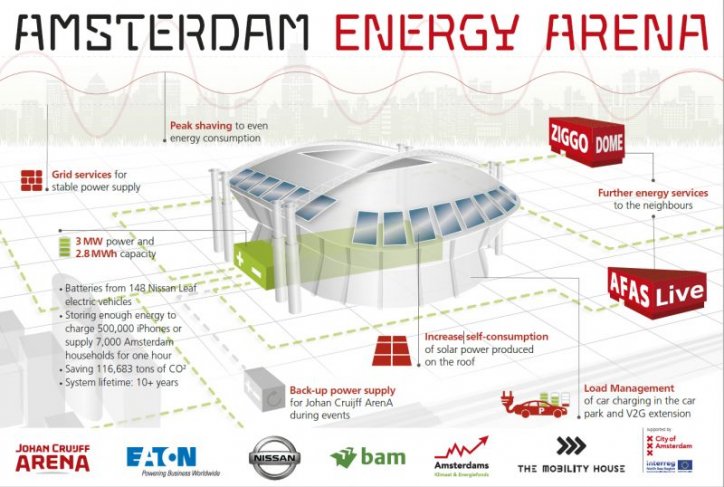 AMSTERDAM ENERGY ARENA
Peak shaving to even
energy consumption
ZIGGO DOME
Grid services for
stable power supply
Further energy services
to the neighbours
3 MW power and
2.8 MWh capacity
+ -
• Batteries from 148 Nissan Leaf
electric vehicles
• Storing enough energy to
charge 500,000 iPhones or
supply 7,000 Amsterdam
households for one hour
• Saving 116,683 tons of CO²
• System lifetime: 10+ years
AFAS Live
Increase self-consumption
of solar power produced
on the roof
Back-up power supply
for Johan Cruijff ArenA
during events
P
Load Management
of car charging in the car
park and V2G extension
JOHAN CRUIJFF
ARENA
EATON
Powering Business Worldwide
NISSAN
bam
Amsterdams
Klimaat & Energiefonds
THE MOBILITY HOUSE
supported by
City of
Amsterdam
interreg